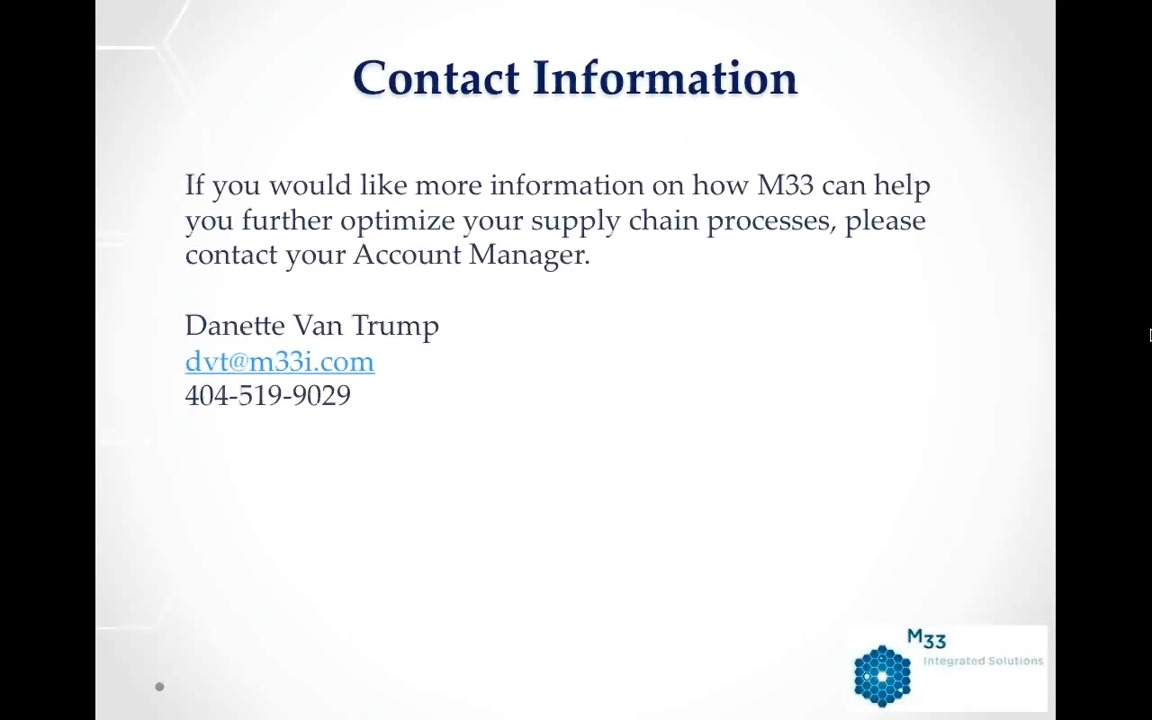 Contact Information
If you would like more information on how M33 can help
you further optimize your supply chain processes, please
contact your Account Manager.
Danette Van Trump
dvt@m33i.com
404-519-9029
M33
Integrated Solutions